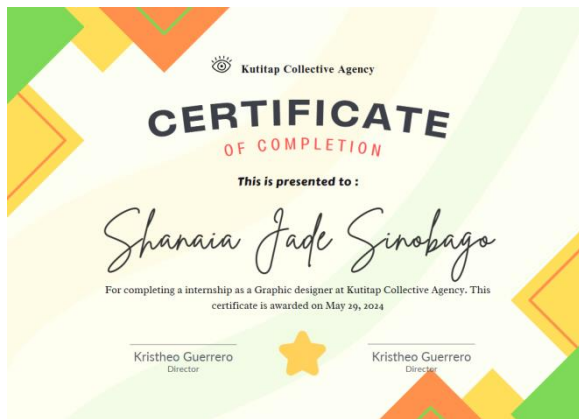 Kutitap Collective Agency
CERTIFICATE
OF COMPLETION
This is presented to :
Shanaia Jade Sinobago
For completing a internship as a Graphic designer at Kutitap Collective Agency. This
certificate is awarded on May 29, 2024
Kristheo Guerrero
Director
Kristheo Guerrero
Director